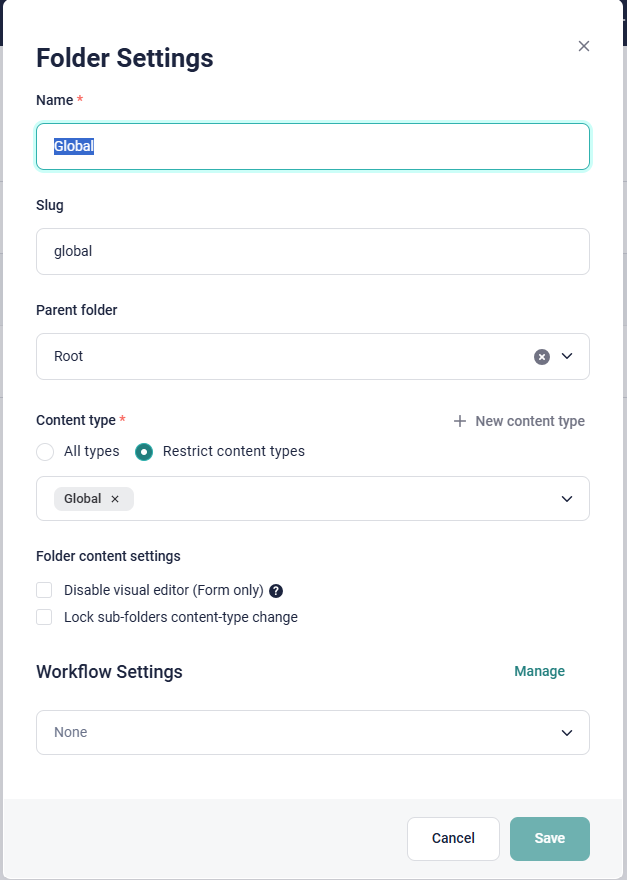 Folder Settings
Name *
Global
Slug
global
Parent folder
Root
Content type *
New content type
All types
Restrict content types
Global
Folder content settings
Disable visual editor (Form only) ?
Lock sub-folders content-type change
Workflow Settings
Manage
None
Cancel
Save